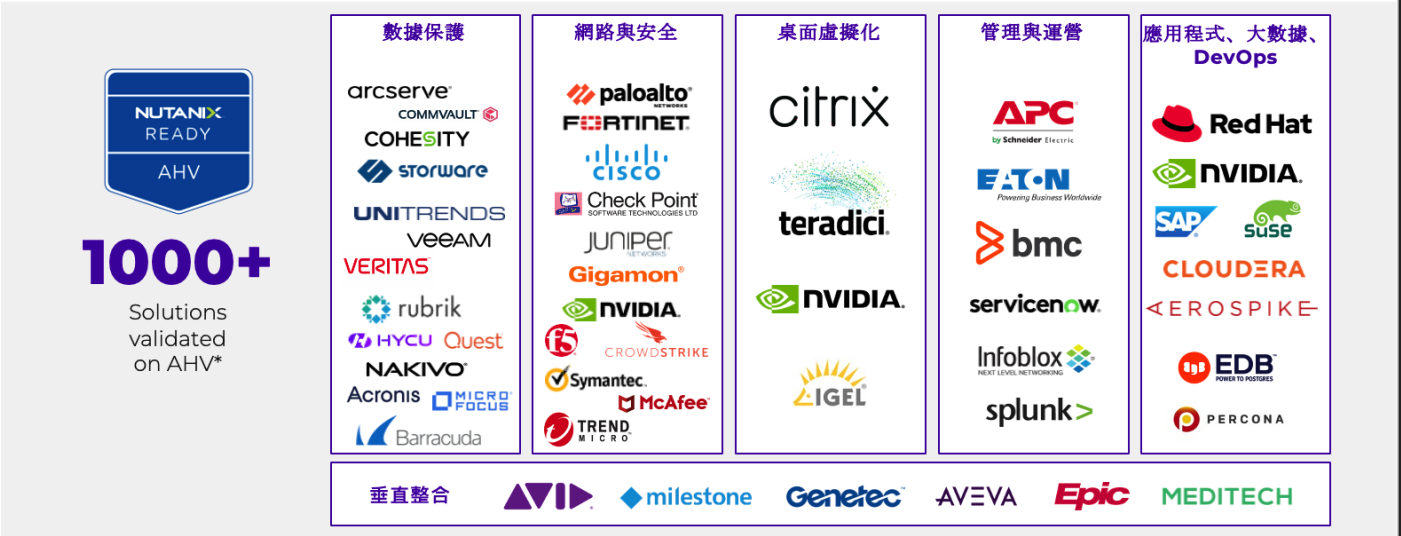 NUTANIX
READY
AHV
1000+
Solutions
validated
on AHV*
數據保護
arcserve®
COMMVAULT
COHESITY
STORWARE
UNITRENDS
VEEAM
VERITAS
rubrik
HYCU Quest
NAKIVO®
Acronis MICRO
FOCUS
Barracuda
網路與安全
paloalto®
NETWORKS
FORTINET®
CISCO
Check Point
SOFTWARE TECHNOLOGIES LTD
JUNIPER
NETWORKS
Gigamon®
NVIDIA.
f5 CROWDSTRIKE
Symantec.
McAfee™
TREND
MICRO™
桌面虛擬化
citrix
teradici.
NVIDIA.
IGEL®
管理與運營
APC
by Schneider Electric
EATON
Powering Business Worldwide
bmc
servicenow.
Infoblox
NEXT LEVEL NETWORKING
splunk>
應用程式、大數據、
DevOps
Red Hat
NVIDIA.
SAP SUSE
CLOUDERA
AEROSPIKE
EDB™
POWER TO POSTGRES
PERCONA
垂直整合 AVID milestone Genetec™ AVEVA Epic MEDITECH